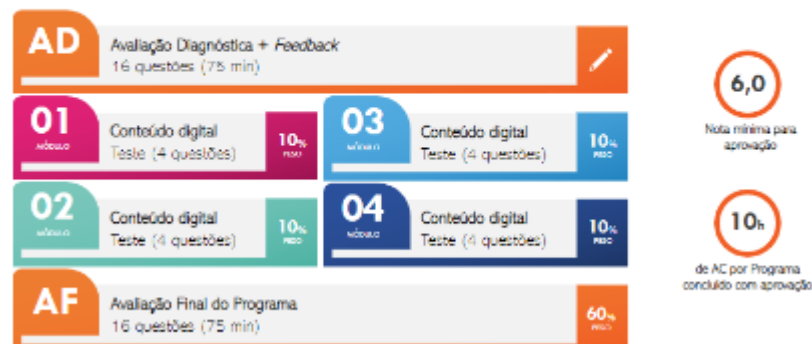 AD
Avaliação Diagnóstica + Feedback
16 questões (75 min)
01
MÓDULO
Conteúdo digital
Teste (4 questões)
10%
PESO
03
MÓDULO
Conteúdo digital
Teste (4 questões)
10%
PESO
02
MÓDULO
Conteúdo digital
Teste (4 questões)
10%
PESO
04
MÓDULO
Conteúdo digital
Teste (4 questões)
10%
PESO
AF
Avaliação Final do Programa
16 questões (75 min)
60%
PESO
6,0
Nota mínima para
aprovação
10h
de AC por Programa
concluído com aprovação